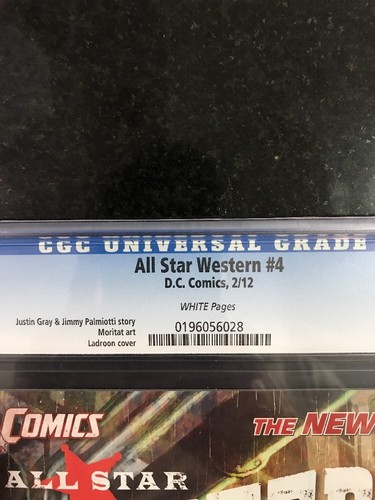 CGC UNIVERSAL GRADE
All Star Western #4
D.C. Comics, 2/12
WHITE Pages
Justin Gray & Jimmy Palmiotti story
Moritat art
Ladroon cover
0196056028
COMICS
THE NEW
ALL STAR